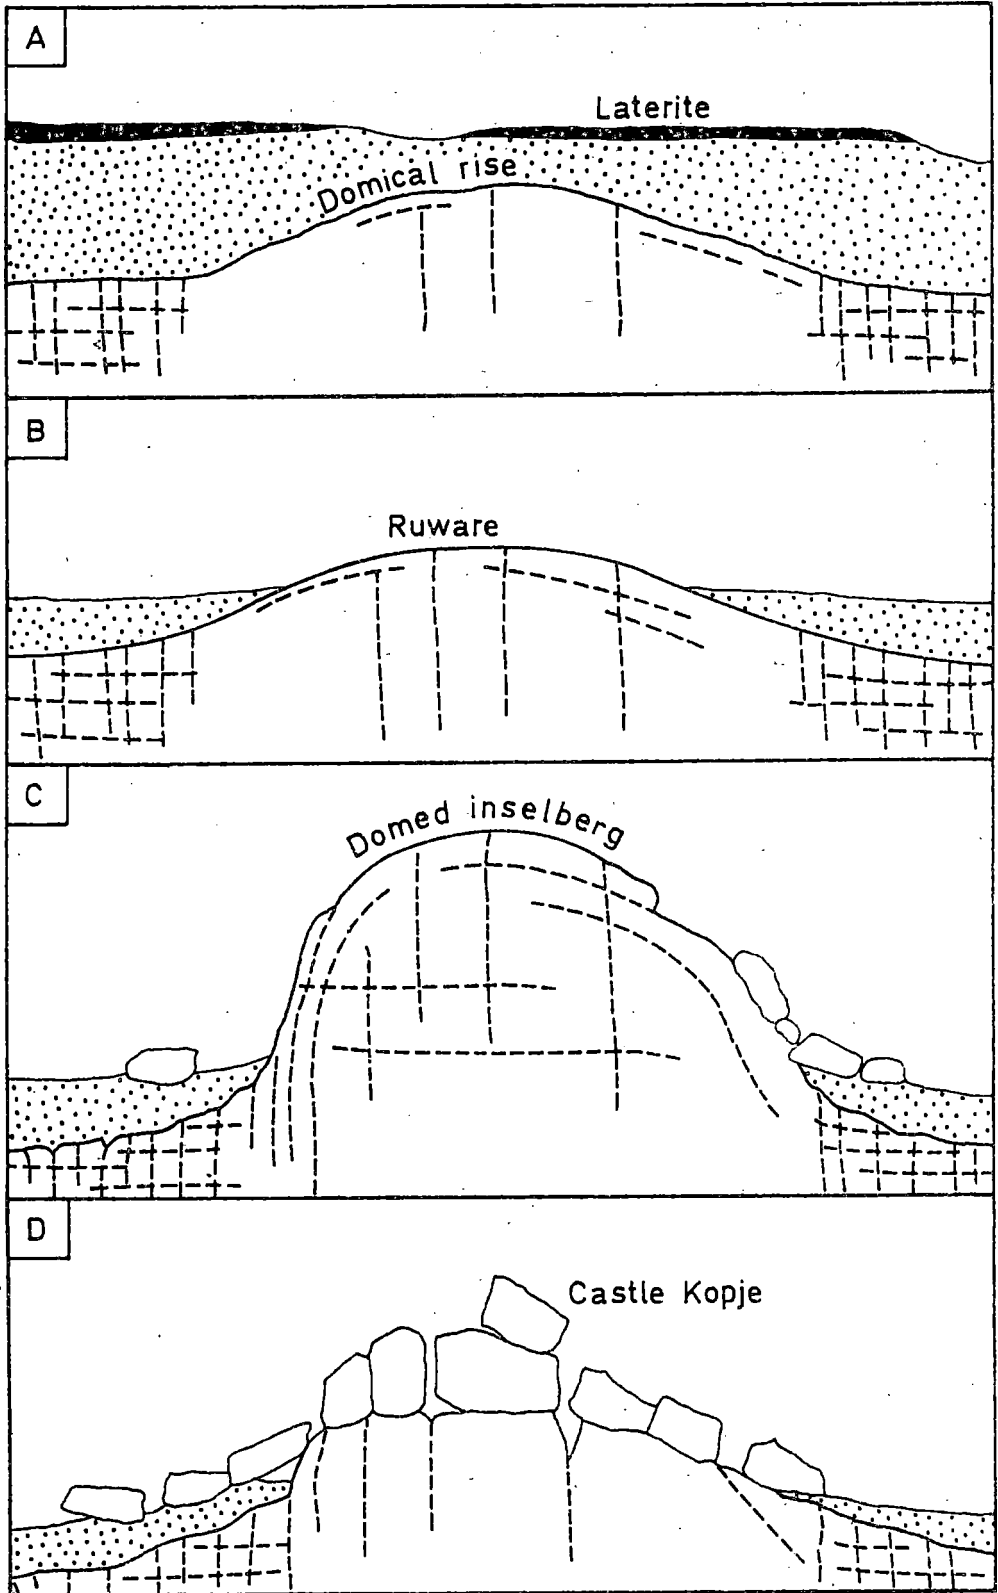 A
Laterite
Domical rise
B
Ruware
C
Domed inselberg
D
Castle Kopje